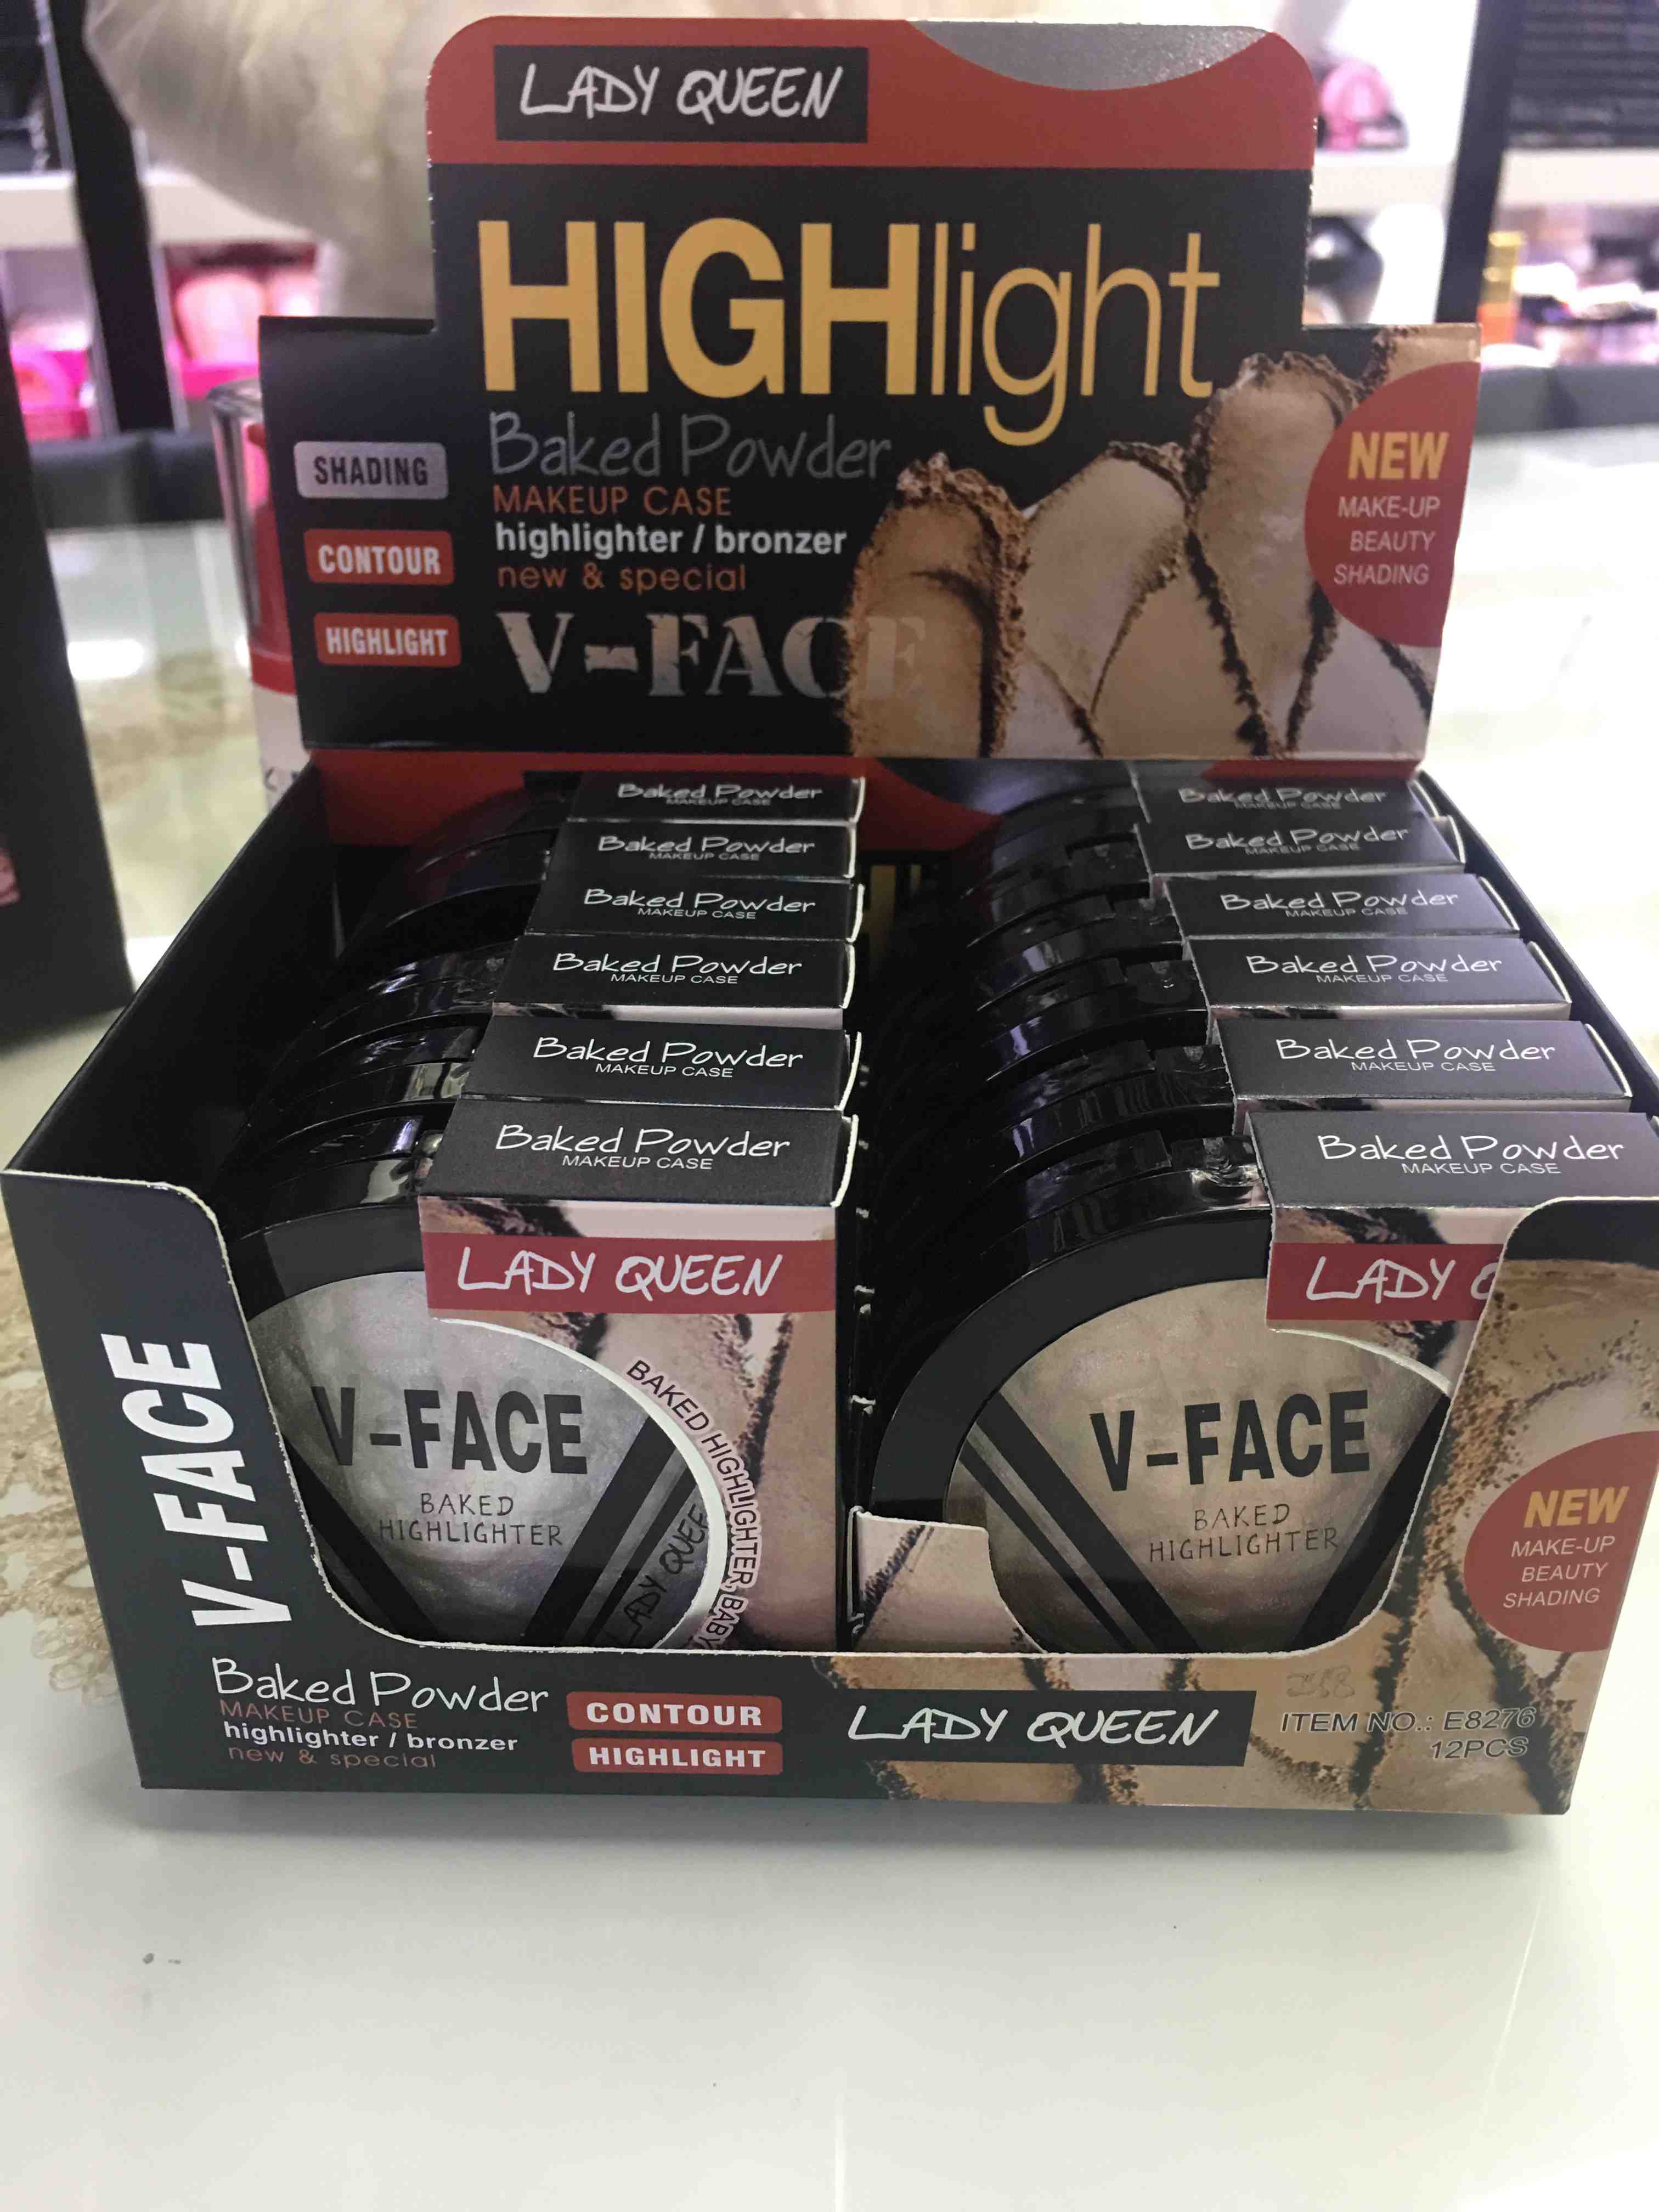 LADY QUEEN
HIGHlight
Baked Powder
MAKEUP CASE
highlighter / bronzer
new & special
V-FACE
SHADING
CONTOUR
HIGHLIGHT
NEW
MAKE-UP
BEAUTY
SHADING
Baked Powder
MAKEUP CASE
Baked Powder
MAKEUP CASE
Baked Powder
MAKEUP CASE
Baked Powder
MAKEUP CASE
Baked Powder
MAKEUP CASE
Baked Powder
MAKEUP CASE
Baked Powder
MAKEUP CASE
Baked Powder
MAKEUP CASE
Baked Powder
MAKEUP CASE
Baked Powder
MAKEUP CASE
Baked Powder
MAKEUP CASE
Baked Powder
MAKEUP CASE
LADY QUEEN
V-FACE
BAKED
HIGHLIGHTER
LADY QUEE
BAKED HIGHLIGHTER BABY
LADY Q
V-FACE
BAKED
HIGHLIGHTER
V-FACE
Baked Powder
MAKEUP CASE
highlighter / bronzer
new & special
CONTOUR
HIGHLIGHT
LADY QUEEN
NEW
MAKE-UP
BEAUTY
SHADING
ITEM NO.: E8276
12PCS